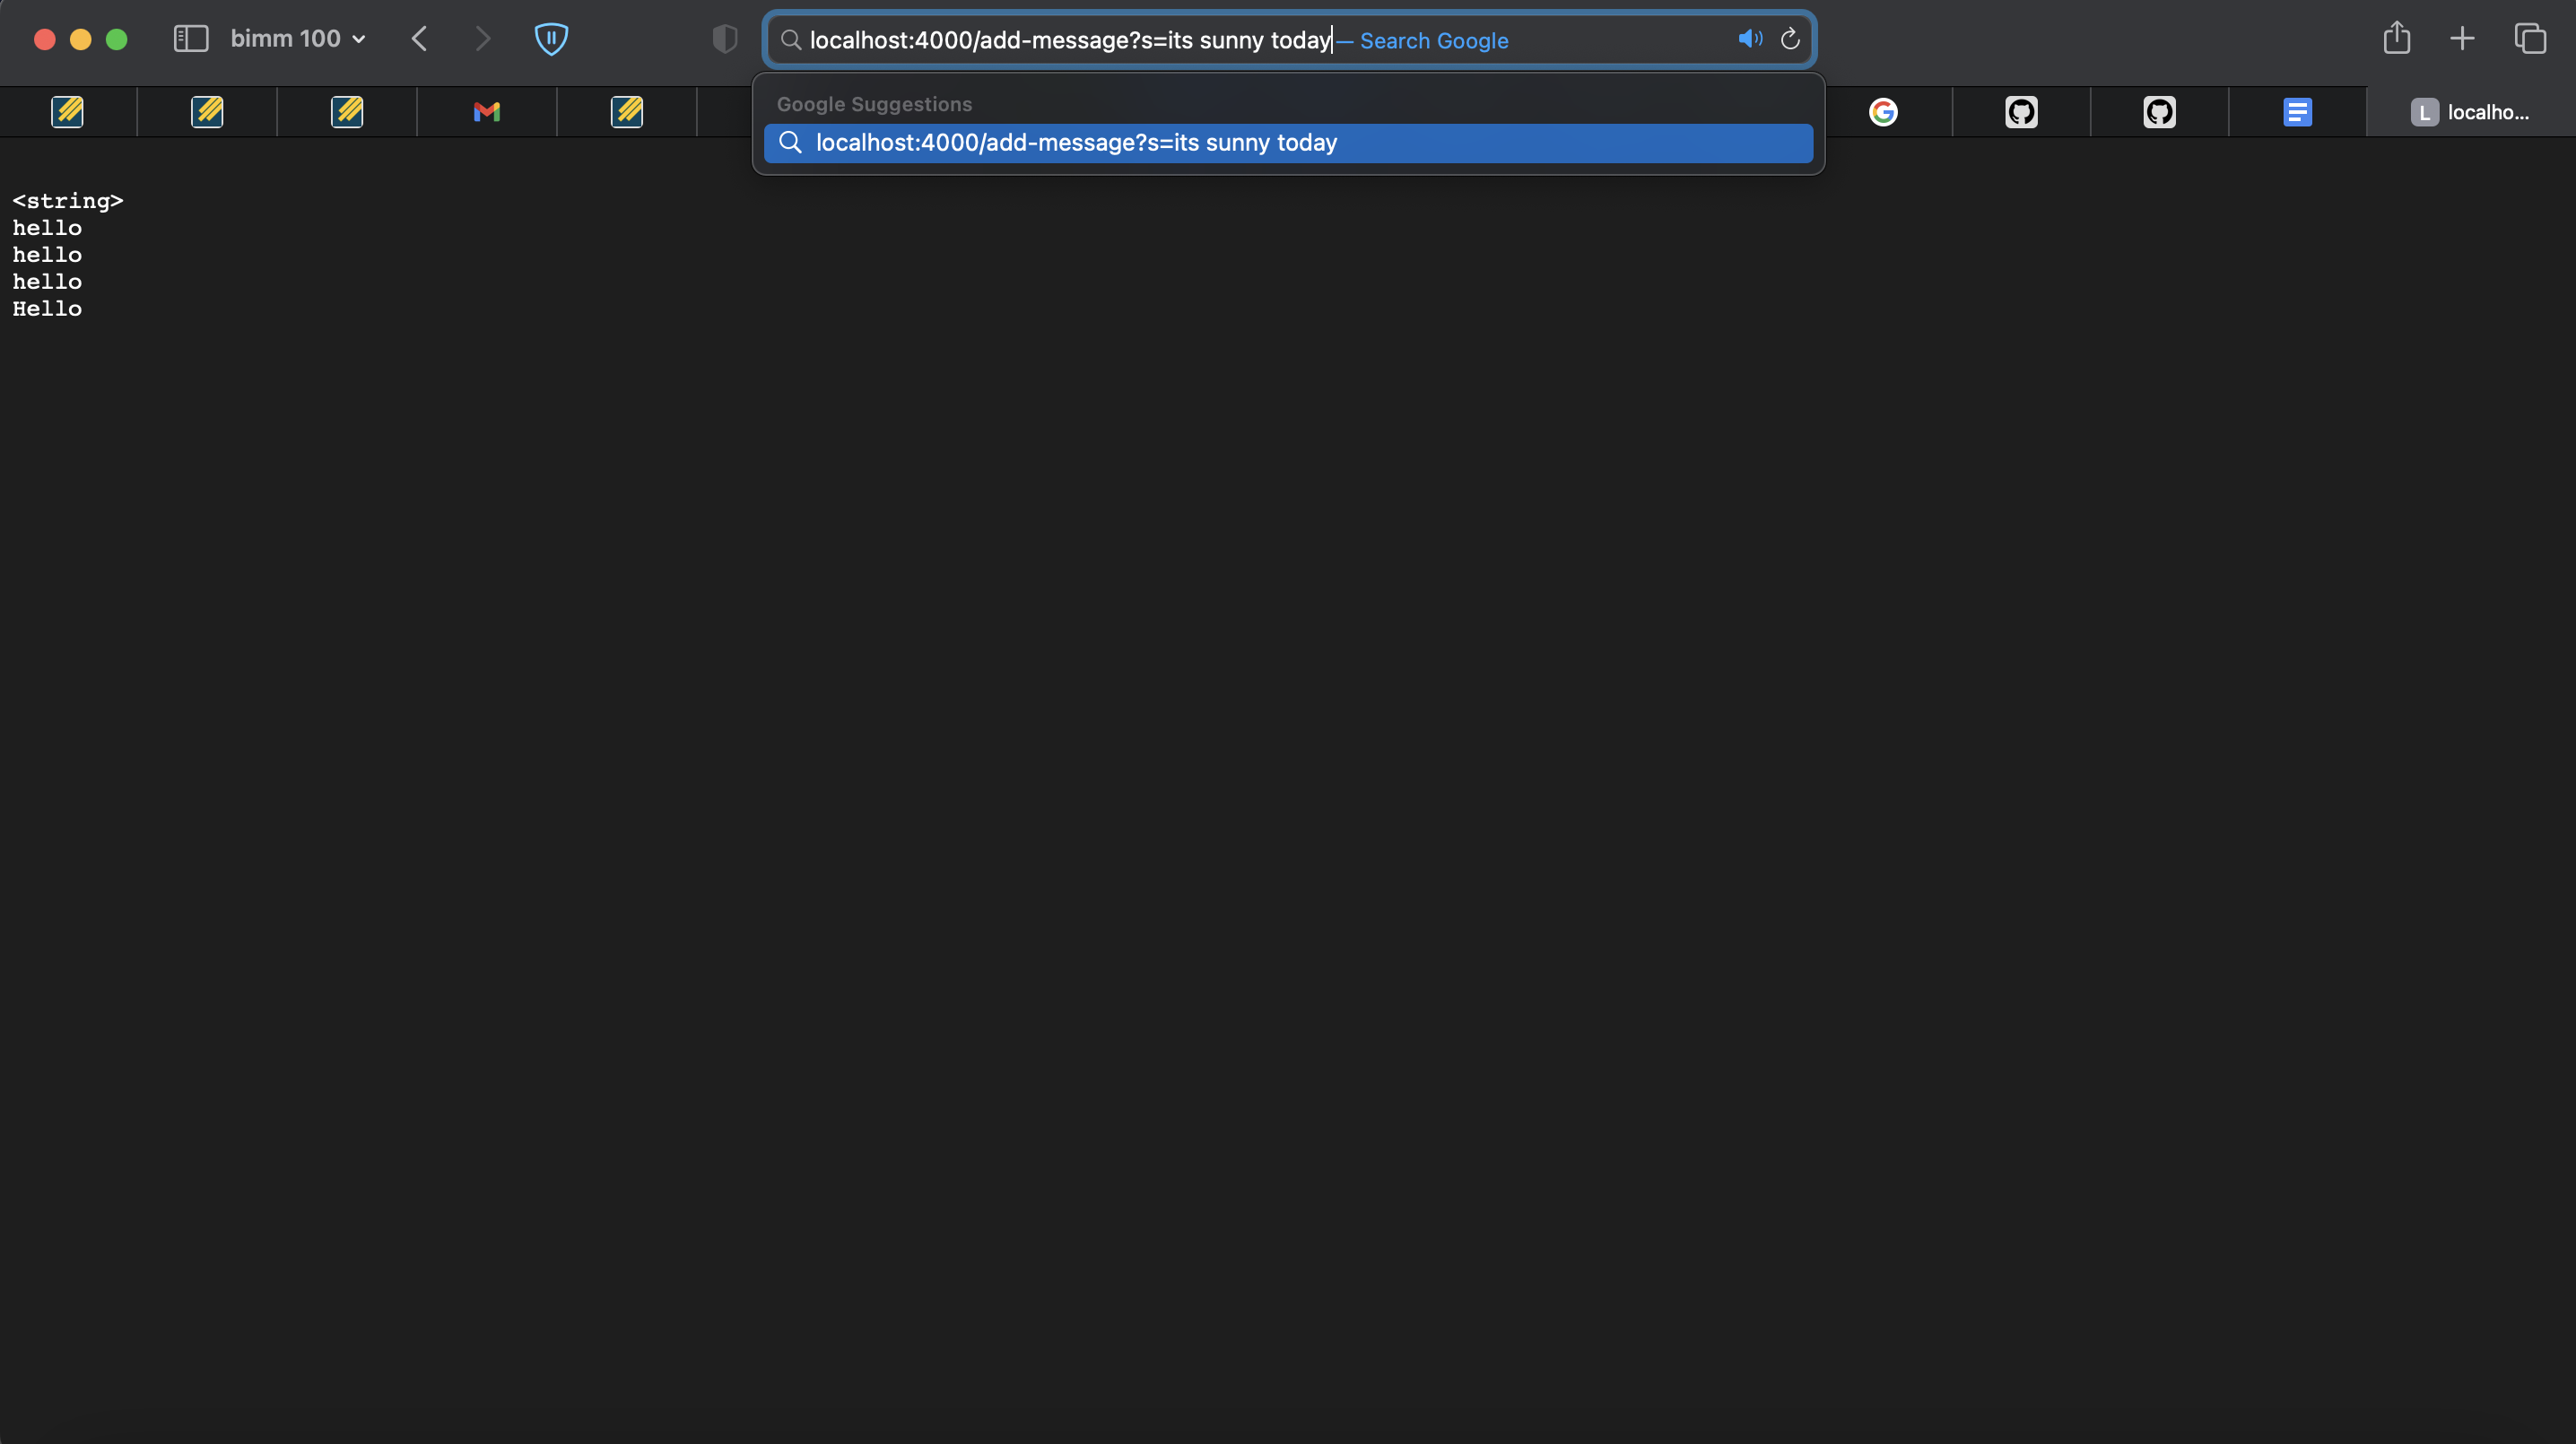 bimm 100
localhost:4000/add-message?s=its sunny today — Search Google
Google Suggestions
localhost:4000/add-message?s=its sunny today
L localho...
<string>
hello
hello
hello
Hello